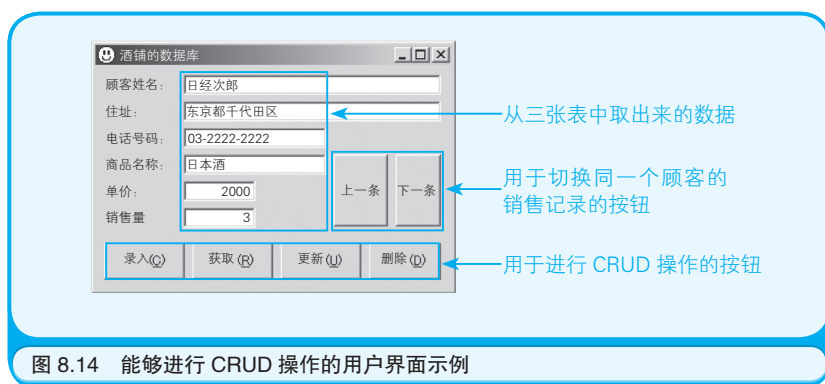 酒铺的数据库
顾客姓名: 日经次郎
住址: 东京都千代田区
电话号码: 03-2222-2222
商品名称: 日本酒
单价: 2000
销售量 3
上一条 下一条
录入(C) 获取(R) 更新(U) 删除(D)
从三张表中取出来的数据
用于切换同一个顾客的
销售记录的按钮
用于进行 CRUD 操作的按钮
图 8.14 能够进行 CRUD 操作的用户界面示例